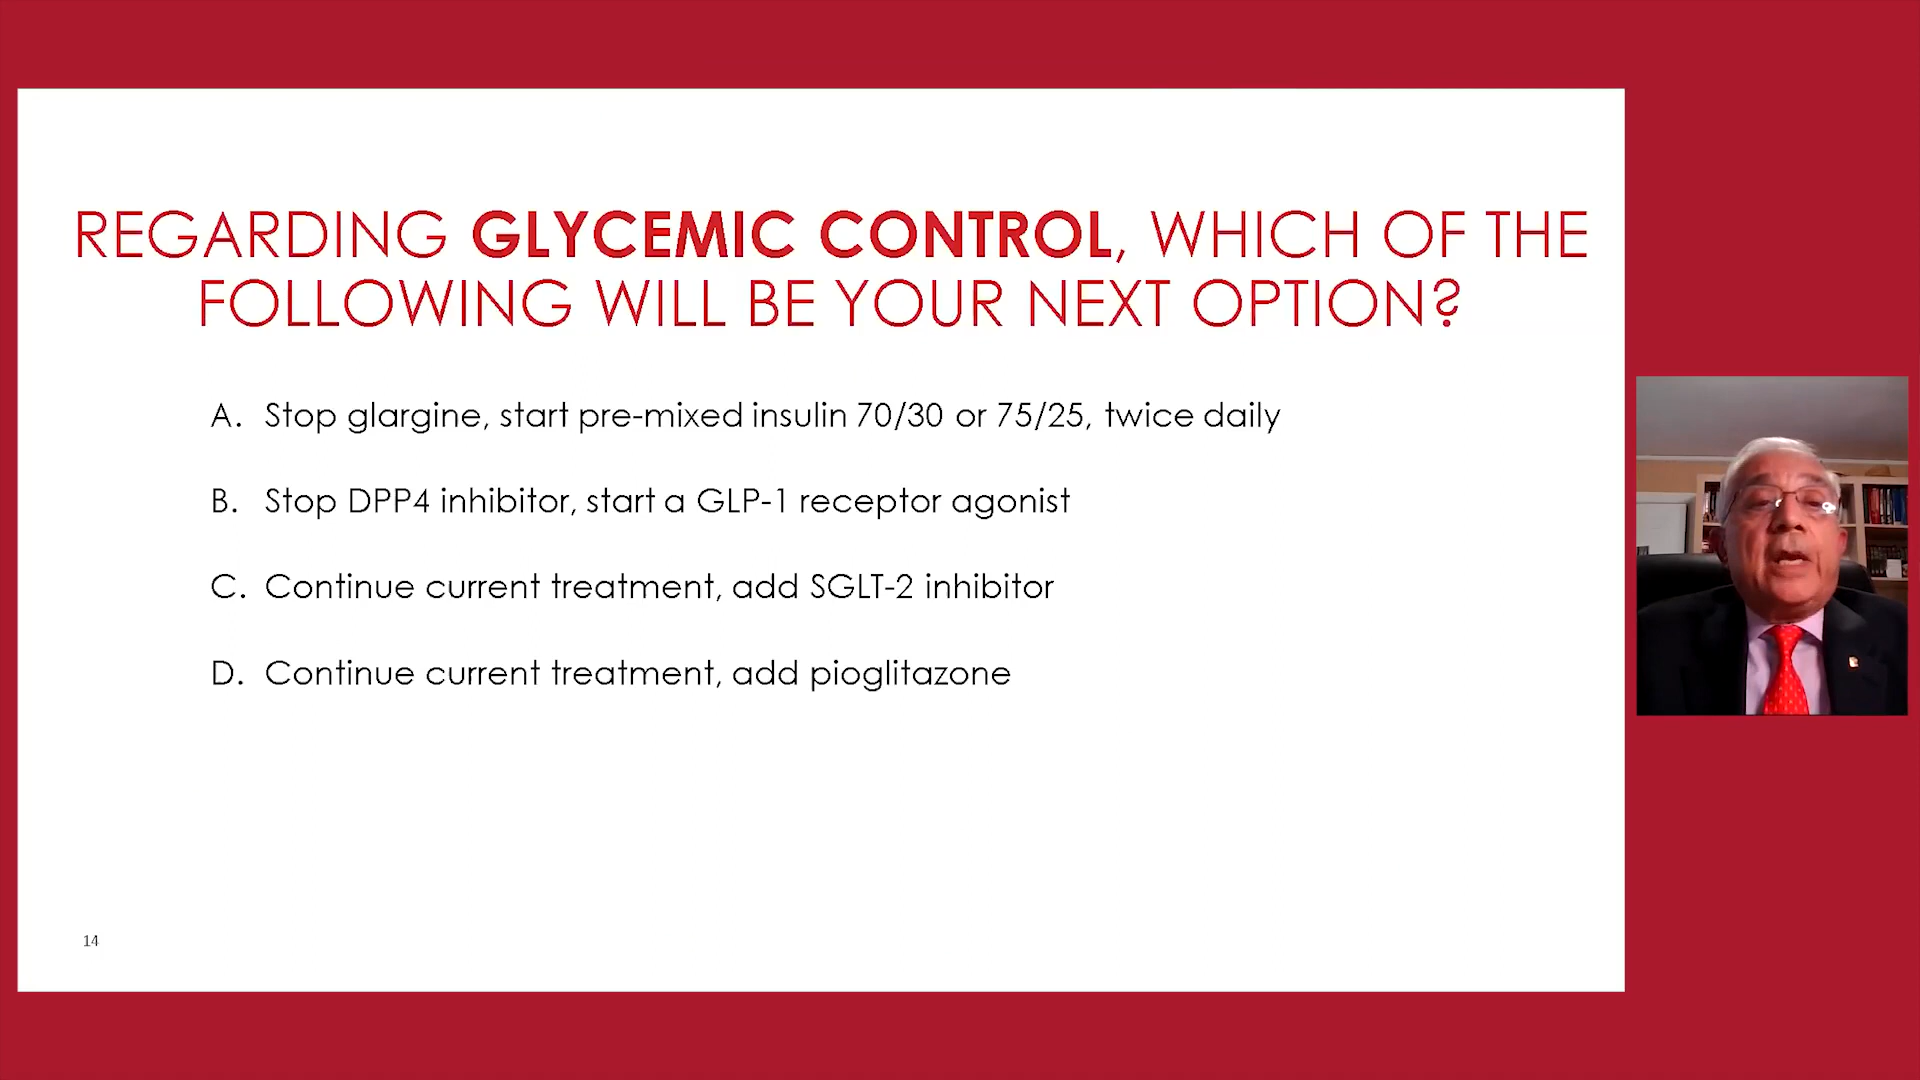 REGARDING GLYCEMIC CONTROL, WHICH OF THE
FOLLOWING WILL BE YOUR NEXT OPTION?
A. Stop glargine, start pre-mixed insulin 70/30 or 75/25, twice daily
B. Stop DPP4 inhibitor, start a GLP-1 receptor agonist
C. Continue current treatment, add SGLT-2 inhibitor
D. Continue current treatment, add pioglitazone
14